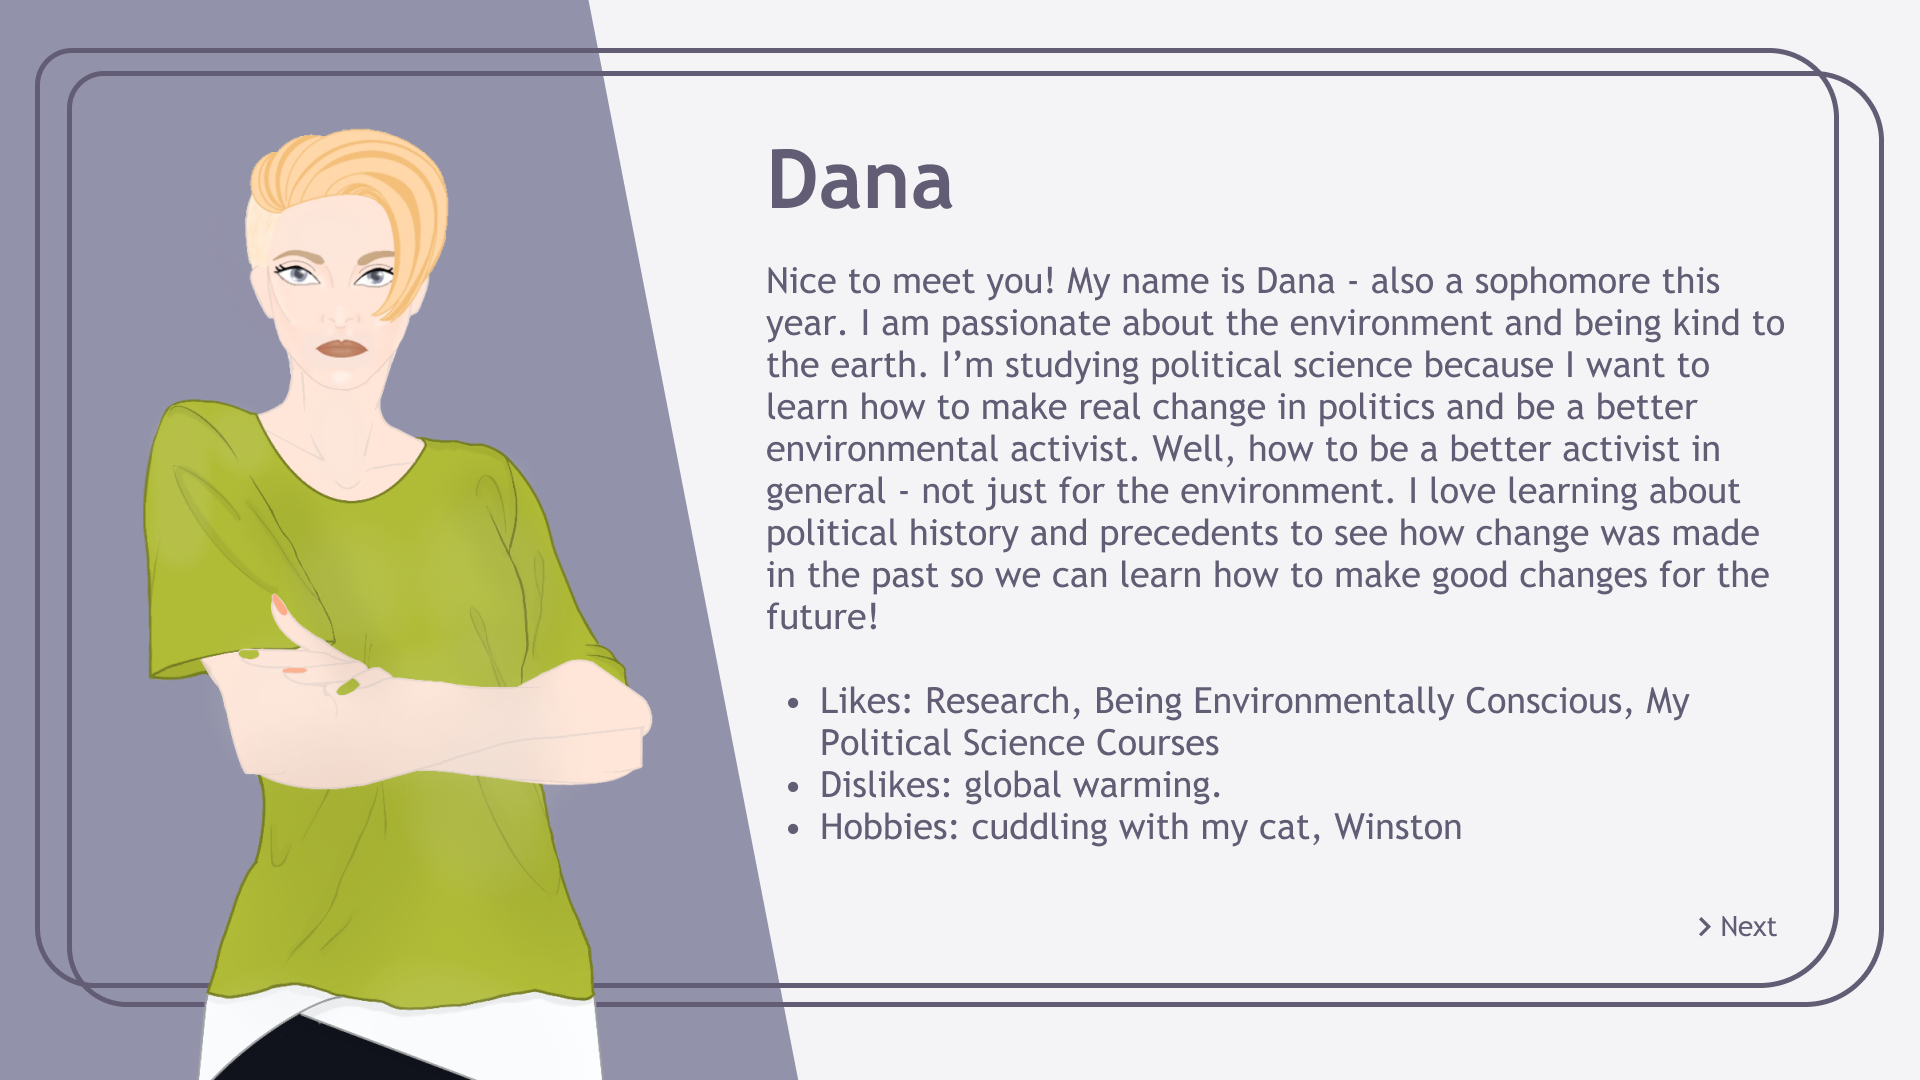 Dana
Nice to meet you! My name is Dana - also a sophomore this
year. I am passionate about the environment and being kind to
the earth. I’m studying political science because I want to
learn how to make real change in politics and be a better
environmental activist. Well, how to be a better activist in
general - not just for the environment. I love learning about
political history and precedents to see how change was made
in the past so we can learn how to make good changes for the
future!
• Likes: Research, Being Environmentally Conscious, My
Political Science Courses
• Dislikes: global warming.
• Hobbies: cuddling with my cat, Winston
Next